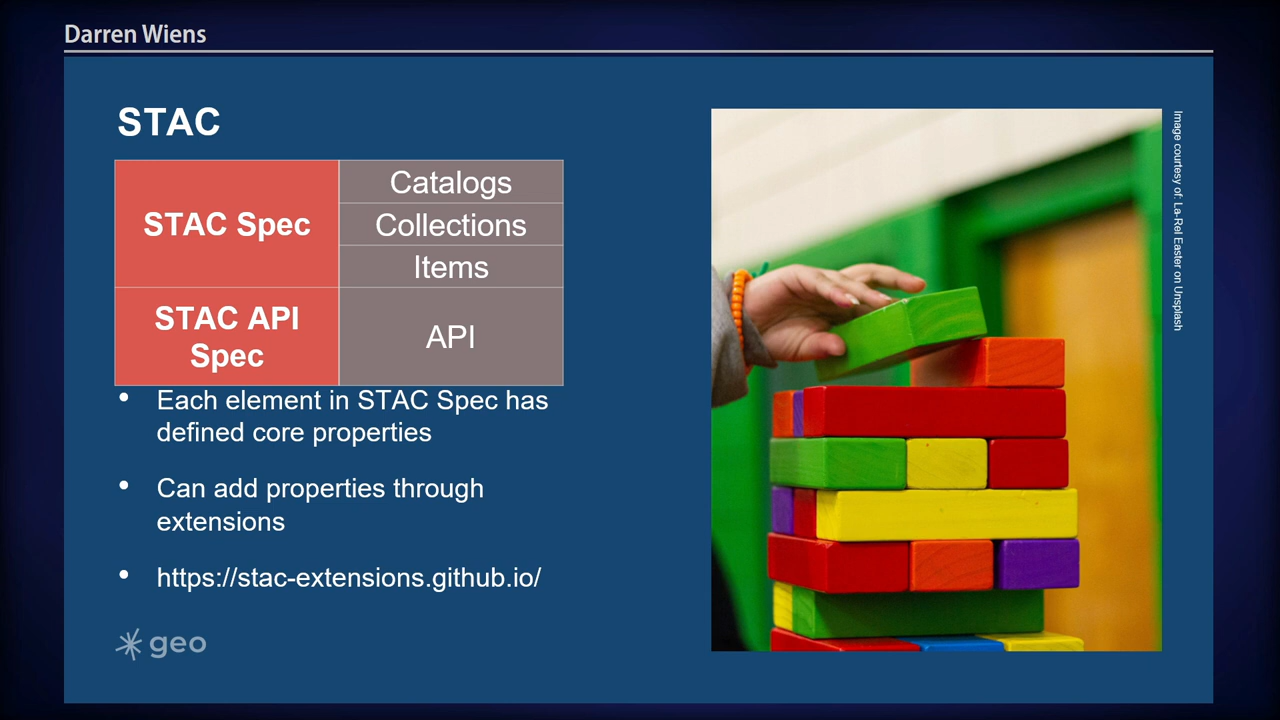 Darren Wiens
STAC
STAC Spec
Catalogs
Collections
Items
STAC API
Spec
API
Each element in STAC Spec has
defined core properties
Can add properties through
extensions
https://stac-extensions.github.io/
geo
Image courtesy of: La-Rel Easter on Unsplash